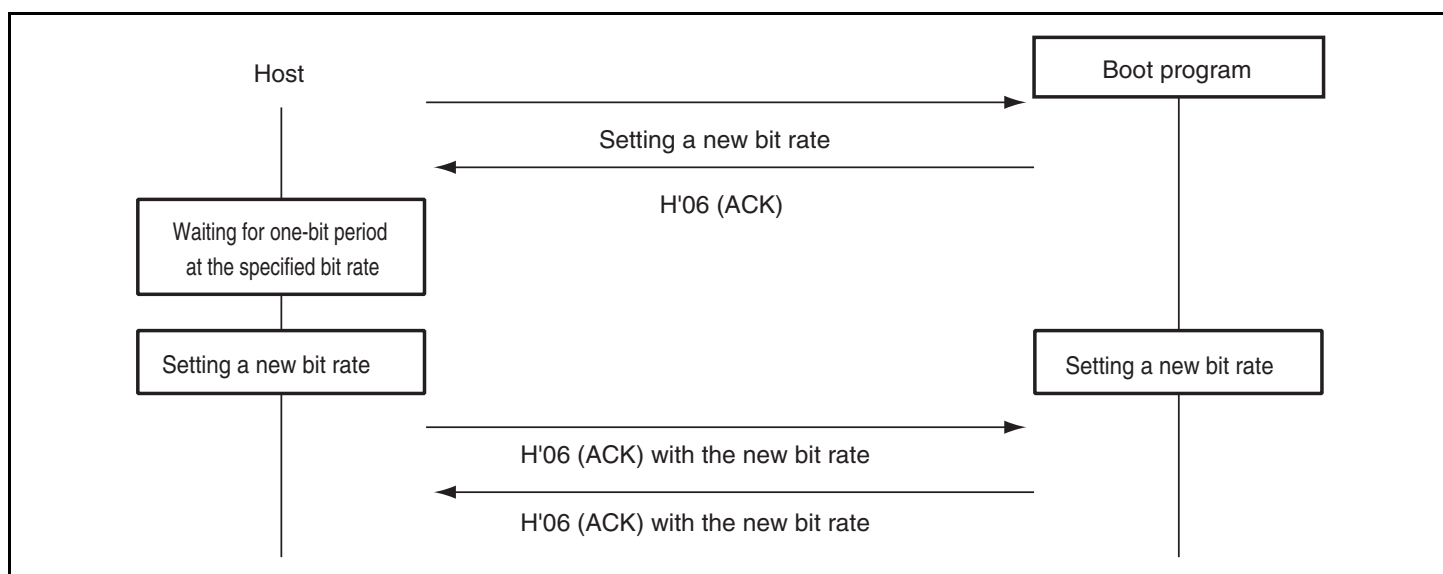 Host
Boot program
Setting a new bit rate
H'06 (ACK)
Waiting for one-bit period
at the specified bit rate
Setting a new bit rate
Setting a new bit rate
H'06 (ACK) with the new bit rate
H'06 (ACK) with the new bit rate